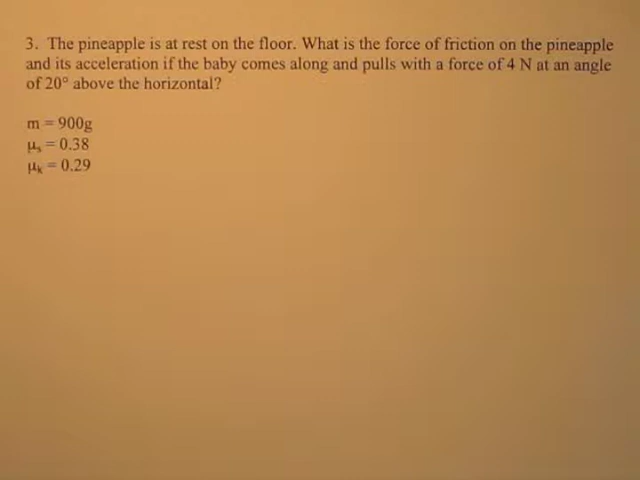 3. The pineapple is at rest on the floor. What is the force of friction on the pineapple
and its acceleration if the baby comes along and pulls with a force of 4 N at an angle
of 20° above the horizontal?
m = 900g
μₛ = 0.38
μₖ = 0.29